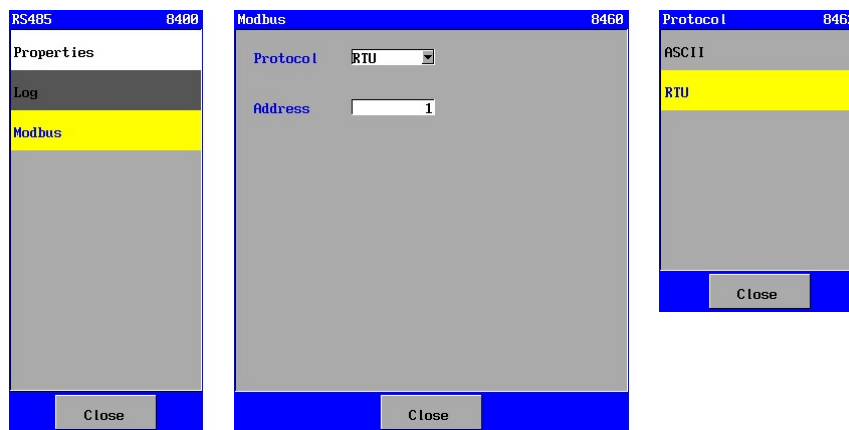 RS485 8400
Properties
Log
Modbus
Close
Modbus 8460
Protocol RTU
Address 1
Close
Protocol
ASCII
RTU
Close